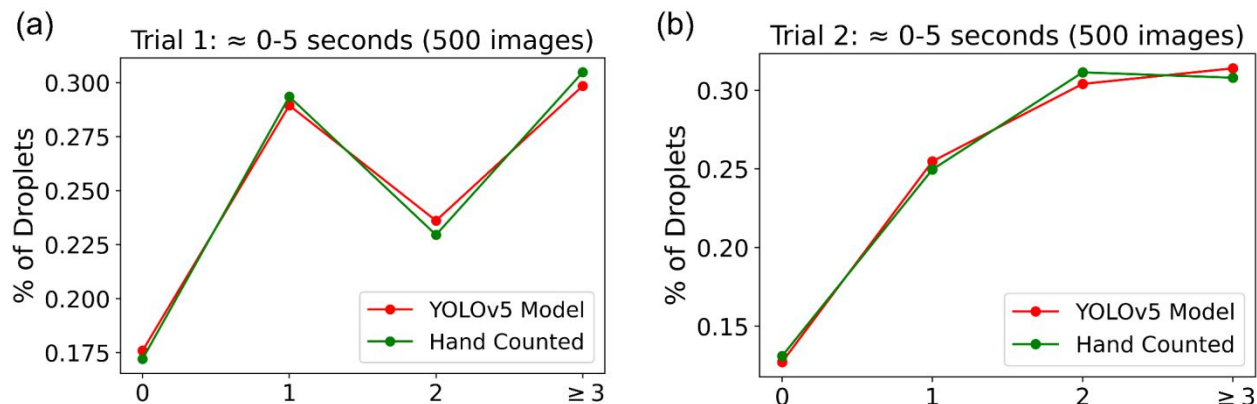 (a)
Trial 1: ≈ 0-5 seconds (500 images)
% of Droplets
0.300
0.275
0.250
0.225
0.200
0.175
0
1
2
≥3
YOLOv5 Model
Hand Counted
(b)
Trial 2: ≈ 0-5 seconds (500 images)
% of Droplets
0.30
0.25
0.20
0.15
0
1
2
≥3
YOLOv5 Model
Hand Counted